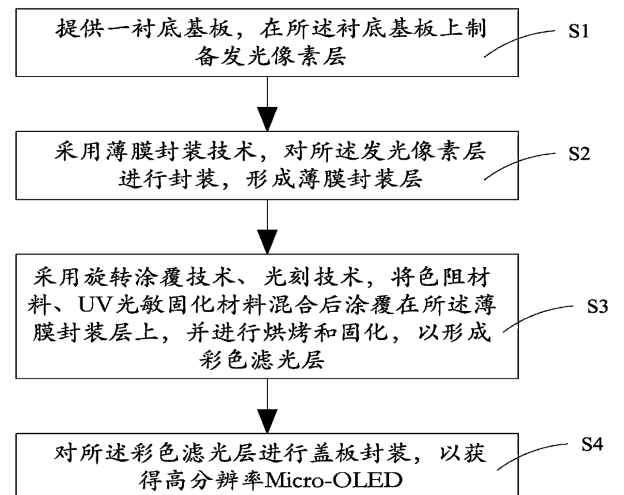 提供一衬底基板，在所述衬底基板上制
备发光像素层
S1
采用薄膜封装技术，对所述发光像素层
进行封装，形成薄膜封装层
S2
采用旋转涂覆技术、光刻技术，将色阻材
料、UV光敏固化材料混合后涂覆在所述薄
膜封装层上，并进行烘烤和固化，以形成
彩色滤光层
S3
对所述彩色滤光层进行盖板封装，以获
得高分辨率Micro-OLED
S4